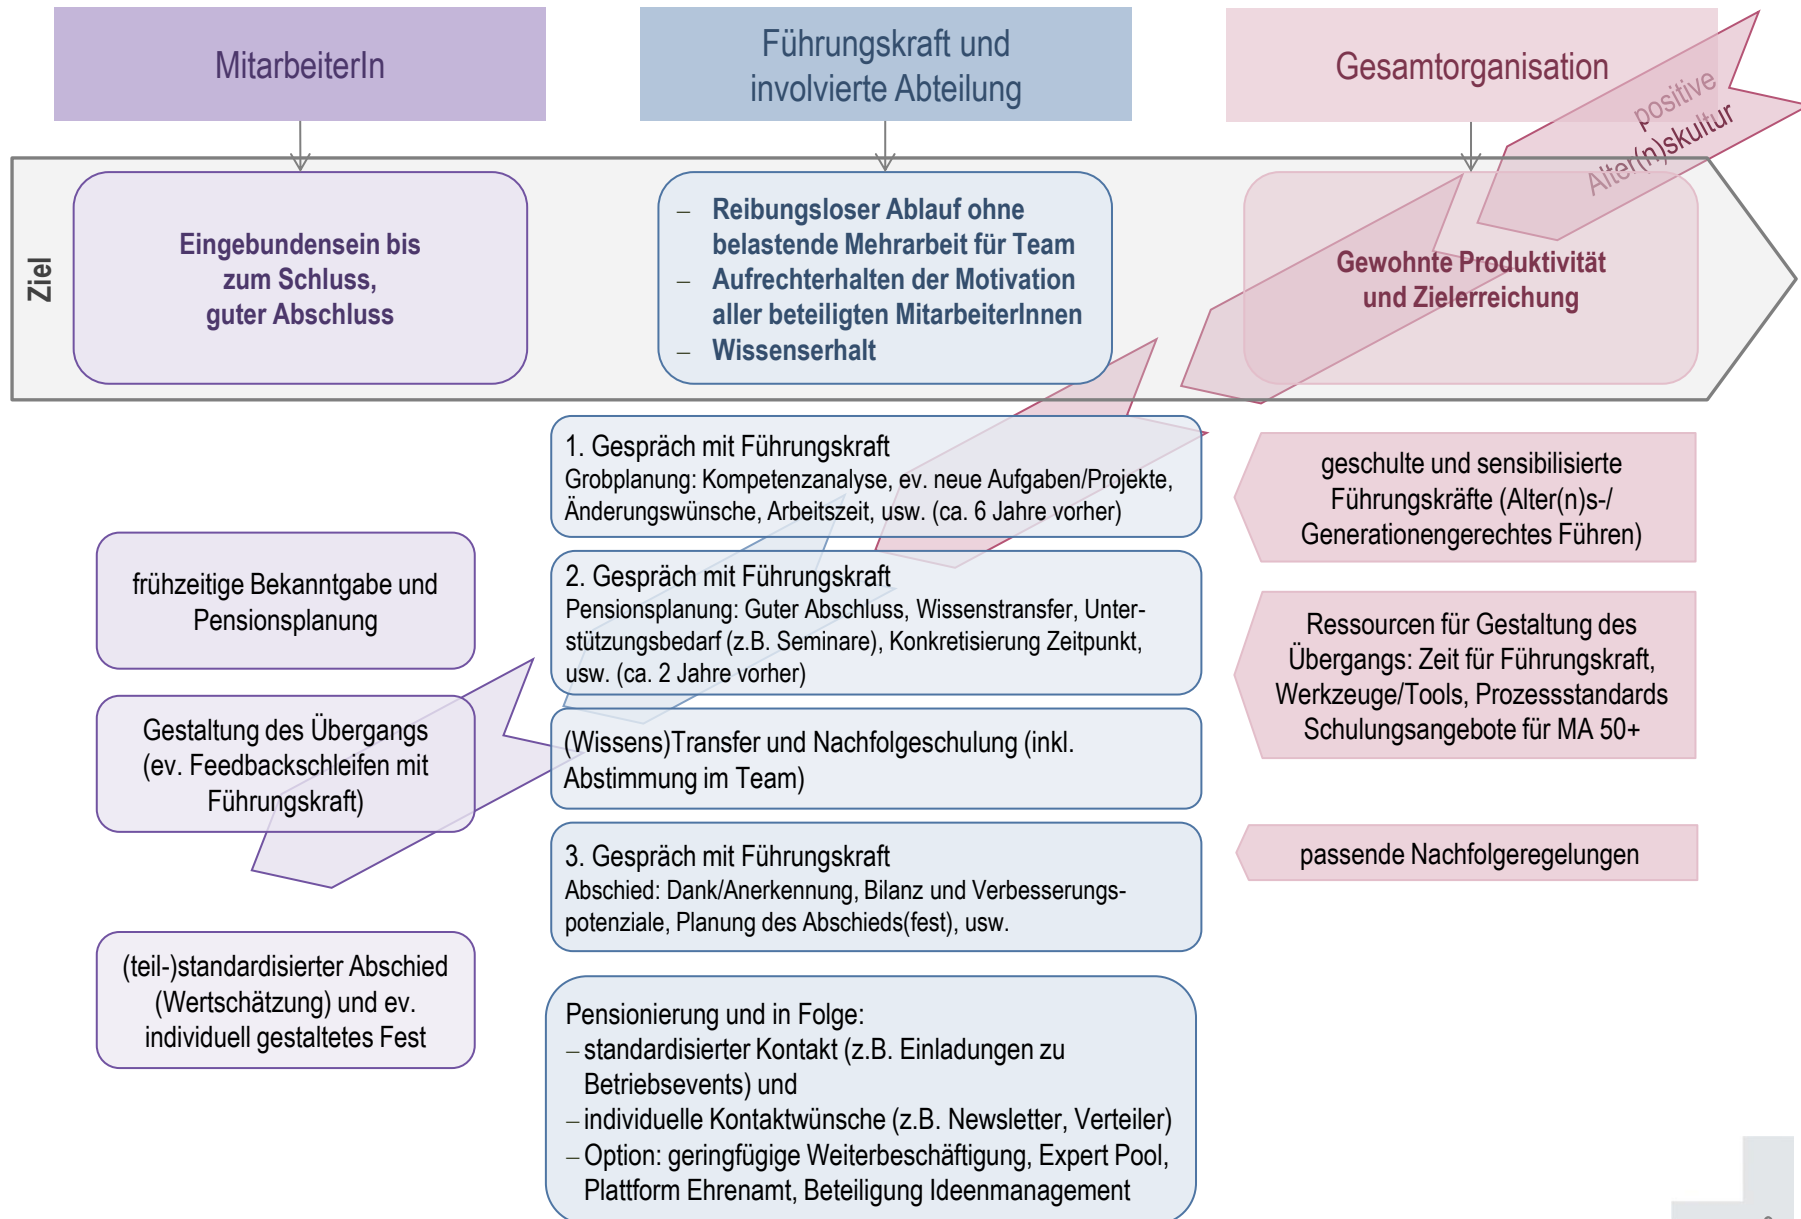 MitarbeiterIn
Führungskraft und
involvierte Abteilung
Gesamtorganisation
positive
Alter(n)skultur
Ziel
Eingebundensein bis
zum Schluss,
guter Abschluss
– Reibungsloser Ablauf ohne
belastende Mehrarbeit für Team
– Aufrechterhalten der Motivation
aller beteiligten MitarbeiterInnen
– Wissenserhalt
Gewohnte Produktivität
und Zielerreichung
frühzeitige Bekanntgabe und
Pensionsplanung
Gestaltung des Übergangs
(ev. Feedbackschleifen mit
Führungskraft)
(teil-)standardisierter Abschied
(Wertschätzung) und ev.
individuell gestaltetes Fest
1. Gespräch mit Führungskraft
Grobplanung: Kompetenzanalyse, ev. neue Aufgaben/Projekte,
Änderungswünsche, Arbeitszeit, usw. (ca. 6 Jahre vorher)
2. Gespräch mit Führungskraft
Pensionsplanung: Guter Abschluss, Wissenstransfer, Unter-
stützungsbedarf (z.B. Seminare), Konkretisierung Zeitpunkt,
usw. (ca. 2 Jahre vorher)
(Wissens)Transfer und Nachfolgeschulung (inkl.
Abstimmung im Team)
3. Gespräch mit Führungskraft
Abschied: Dank/Anerkennung, Bilanz und Verbesserungs-
potenziale, Planung des Abschieds(fest), usw.
Pensionierung und in Folge:
– standardisierter Kontakt (z.B. Einladungen zu
Betriebsevents) und
– individuelle Kontaktwünsche (z.B. Newsletter, Verteiler)
– Option: geringfügige Weiterbeschäftigung, Expert Pool,
Plattform Ehrenamt, Beteiligung Ideenmanagement
geschulte und sensibilisierte
Führungskräfte (Alter(n)s-/
Generationengerechtes Führen)
Ressourcen für Gestaltung des
Übergangs: Zeit für Führungskraft,
Werkzeuge/Tools, Prozessstandards
Schulungsangebote für MA 50+
passende Nachfolgeregelungen